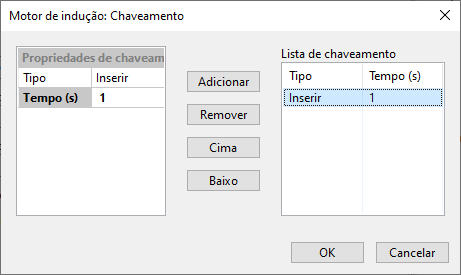 Motor de indução: Chaveamento
Propriedades de chaveam
Tipo Inserir
Tempo (s) 1
Adicionar
Remover
Cima
Baixo
Lista de chaveamento
Tipo Tempo (s)
Inserir 1
OK
Cancelar